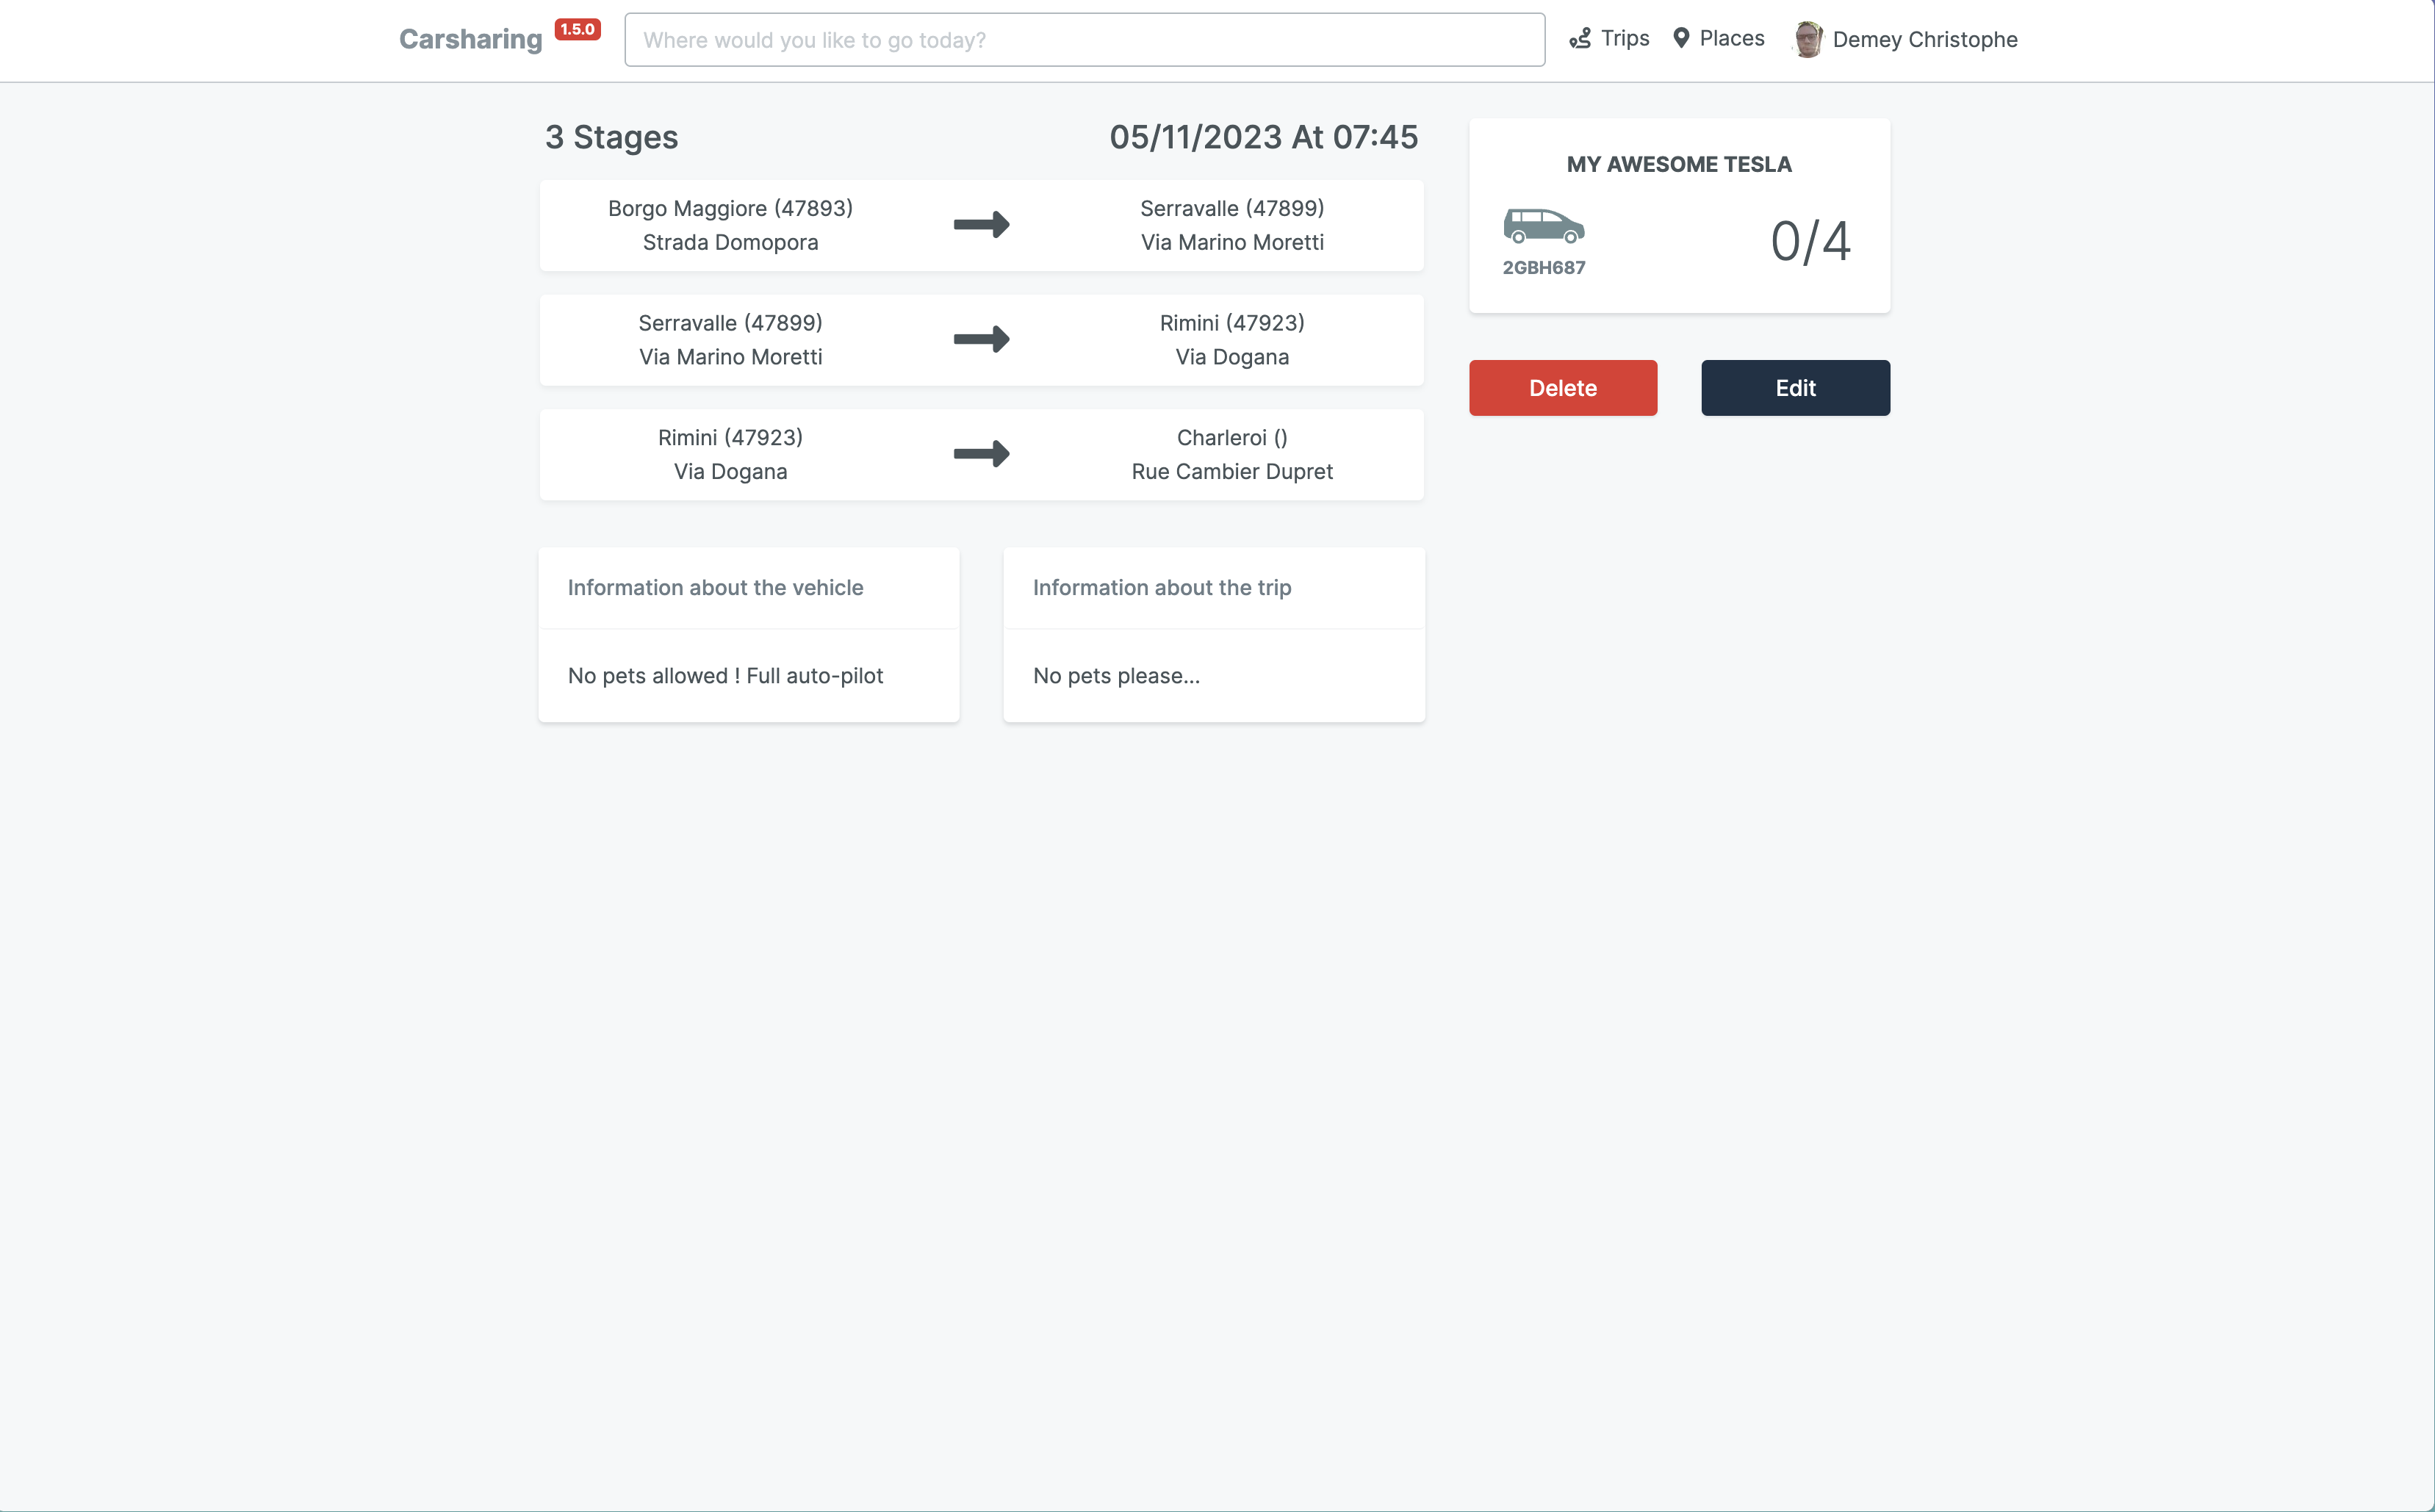 Carsharing 1.5.0 Where would you like to go today? Trips Places Demey Christophe
3 Stages 05/11/2023 At 07:45
Borgo Maggiore (47893) Serravalle (47899)
Strada Domopora Via Marino Moretti
Serravalle (47899) Rimini (47923)
Via Marino Moretti Via Dogana
Rimini (47923) Charleroi ()
Via Dogana Rue Cambier Dupret
MY AWESOME TESLA
0/4
2GBH687
Delete Edit
Information about the vehicle
No pets allowed ! Full auto-pilot
Information about the trip
No pets please...